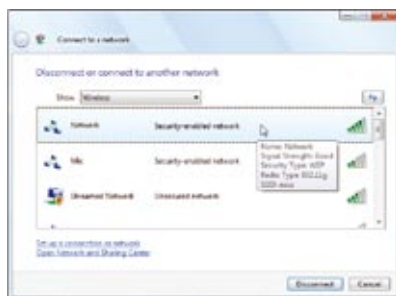 Connect to a network
Disconnect or connect to another network
Show Wireless
Network Security-enabled network
Security-enabled network
Unnamed Network Unsecured network
Name: Network
Signal Strength: Good
Security Type: WEP
Radio Type: 802.11g
Set up a connection or network
Open Network and Sharing Center
Disconnect Cancel